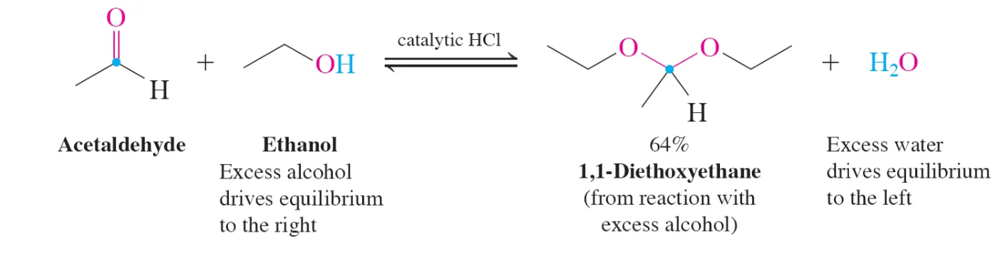 O
catalytic HCl
+ OH O O + H₂O
H
H
Acetaldehyde Ethanol 64% Excess water
Excess alcohol 1,1-Diethoxyethane drives equilibrium
drives equilibrium (from reaction with to the left
to the right excess alcohol)